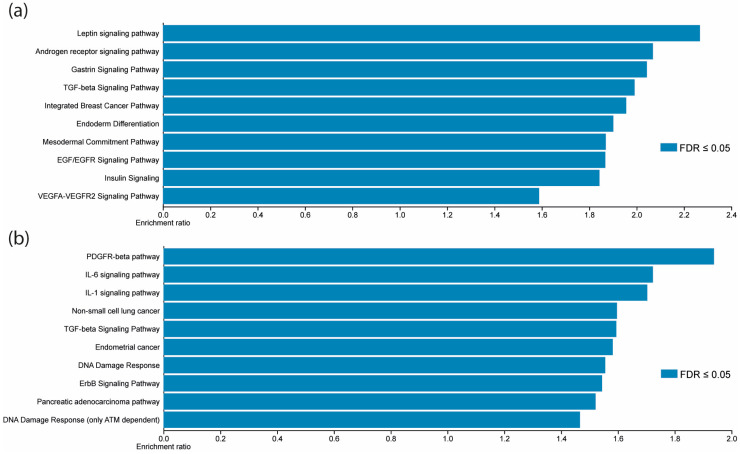 (a)
Leptin signaling pathway
Androgen receptor signaling pathway
Gastrin Signaling Pathway
TGF-beta Signaling Pathway
Integrated Breast Cancer Pathway
Endoderm Differentiation
Mesodermal Commitment Pathway
EGF/EGFR Signaling Pathway
Insulin Signaling
VEGFA-VEGFR2 Signaling Pathway
FDR ≤ 0.05
0.0 0.2 0.4 0.6 0.8 1.0 1.2 1.4 1.6 1.8 2.0 2.2 2.4
Enrichment ratio
(b)
PDGFR-beta pathway
IL-6 signaling pathway
IL-1 signaling pathway
Non-small cell lung cancer
TGF-beta Signaling Pathway
Endometrial cancer
DNA Damage Response
ErbB Signaling Pathway
Pancreatic adenocarcinoma pathway
DNA Damage Response (only ATM dependent)
FDR ≤ 0.05
0.0 0.2 0.4 0.6 0.8 1.0 1.2 1.4 1.6 1.8 2.0
Enrichment ratio